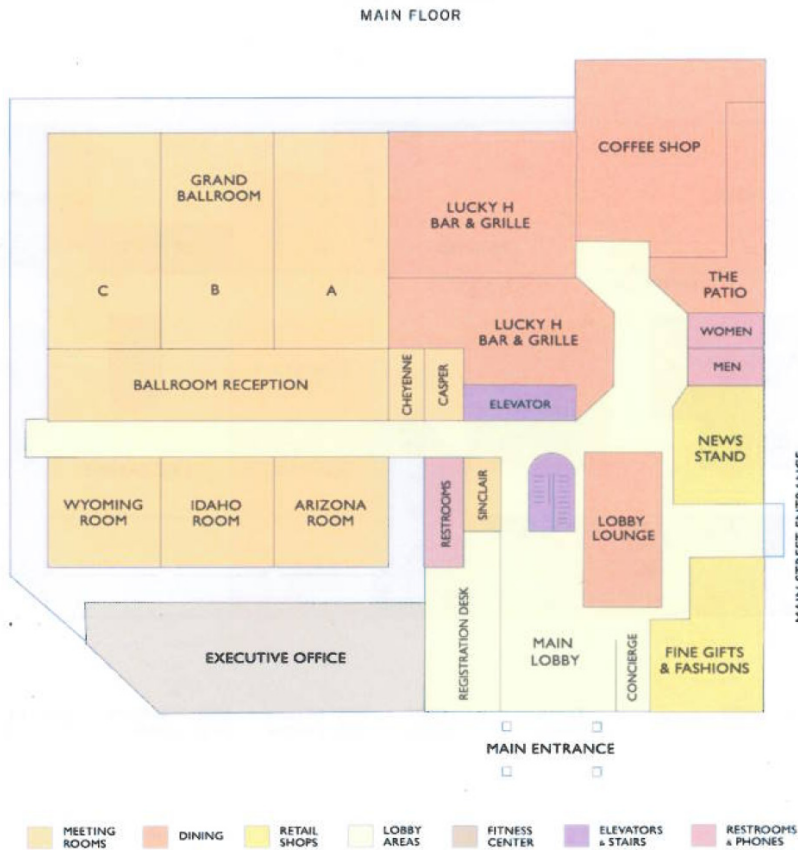 MAIN FLOOR
COFFEE SHOP
GRAND
BALLROOM
LUCKY H
BAR & GRILLE
C
B
A
THE
PATIO
LUCKY H
BAR & GRILLE
WOMEN
MEN
BALLROOM RECEPTION
CHEYENNE
CASPER
ELEVATOR
NEWS
STAND
WYOMING
ROOM
IDAHO
ROOM
ARIZONA
ROOM
RESTROOMS
SINCLAIR
LOBBY
LOUNGE
MAIN STREET ENTRANCE
EXECUTIVE OFFICE
REGISTRATION DESK
MAIN
LOBBY
CONCIERGE
FINE GIFTS
& FASHIONS
MAIN ENTRANCE
MEETING
ROOMS
DINING
RETAIL
SHOPS
LOBBY
AREAS
FITNESS
CENTER
ELEVATORS
& STAIRS
RESTROOMS
& PHONES